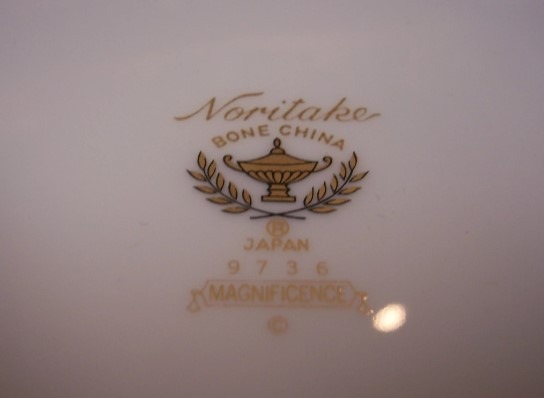 Noritake
BONE CHINA
®
JAPAN
9736
MAGNIFICENCE
©